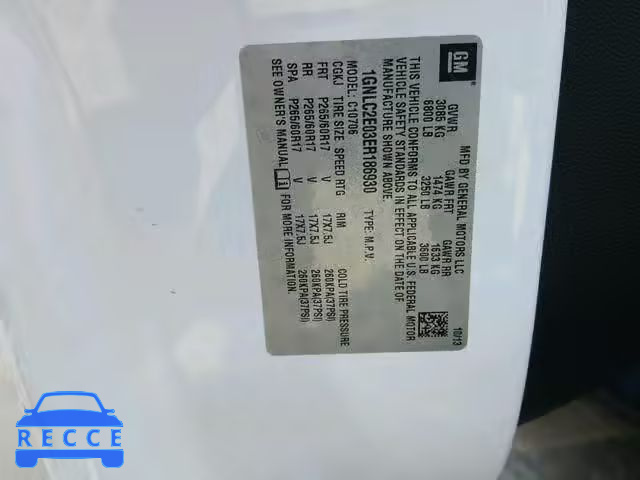 GM
MFD BY GENERAL MOTORS LLC
GVWR GAWR FRT GAWR RR
3085 KG 1474 KG 1633 KG
6800 LB 3250 LB 3600 LB
10/13
THIS VEHICLE CONFORMS TO ALL APPLICABLE U.S. FEDERAL MOTOR
VEHICLE SAFETY STANDARDS IN EFFECT ON THE DATE OF
MANUFACTURE SHOWN ABOVE.
1GNLC2E03ER186930 TYPE: M.P.V.
MODEL: C10706
CGKJ TIRE SIZE SPEED RTG RIM COLD TIRE PRESSURE
FRT P265/60R17 V 17X7.5J 260KPA(37PSI)
RR P265/60R17 V 17X7.5J 260KPA(37PSI)
SPA P265/60R17 V 17X7.5J 260KPA(37PSI)
SEE OWNER'S MANUAL FOR MORE INFORMATION.
RECCE